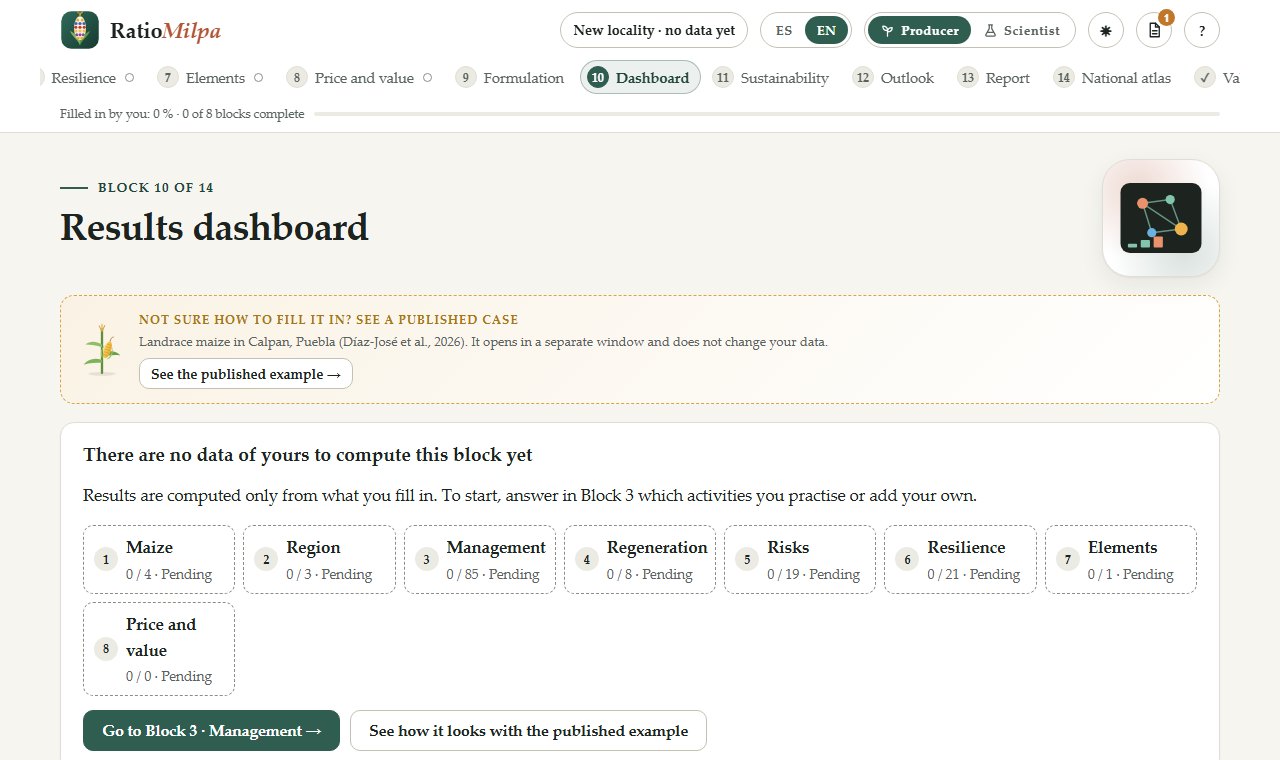 RatioMilpa
New locality · no data yet
ES EN
Producer Scientist
1
?
Resilience 7 Elements 8 Price and value 9 Formulation 10 Dashboard 11 Sustainability 12 Outlook 13 Report 14 National atlas ✓ Va
Filled in by you: 0 % · 0 of 8 blocks complete
BLOCK 10 OF 14
Results dashboard
NOT SURE HOW TO FILL IT IN? SEE A PUBLISHED CASE
Landrace maize in Calpan, Puebla (Díaz-José et al., 2026). It opens in a separate window and does not change your data.
See the published example →
There are no data of yours to compute this block yet
Results are computed only from what you fill in. To start, answer in Block 3 which activities you practise or add your own.
1 Maize
0 / 4 · Pending
2 Region
0 / 3 · Pending
3 Management
0 / 85 · Pending
4 Regeneration
0 / 8 · Pending
5 Risks
0 / 19 · Pending
6 Resilience
0 / 21 · Pending
7 Elements
0 / 1 · Pending
8 Price and
value
0 / 0 · Pending
Go to Block 3 · Management →
See how it looks with the published example